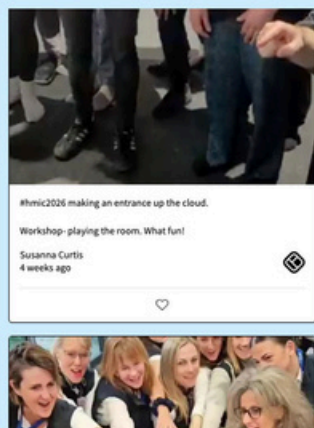 #hmic2026 making an entrance up the cloud.
Workshop- playing the room. What fun!
Susanna Curtis
4 weeks ago